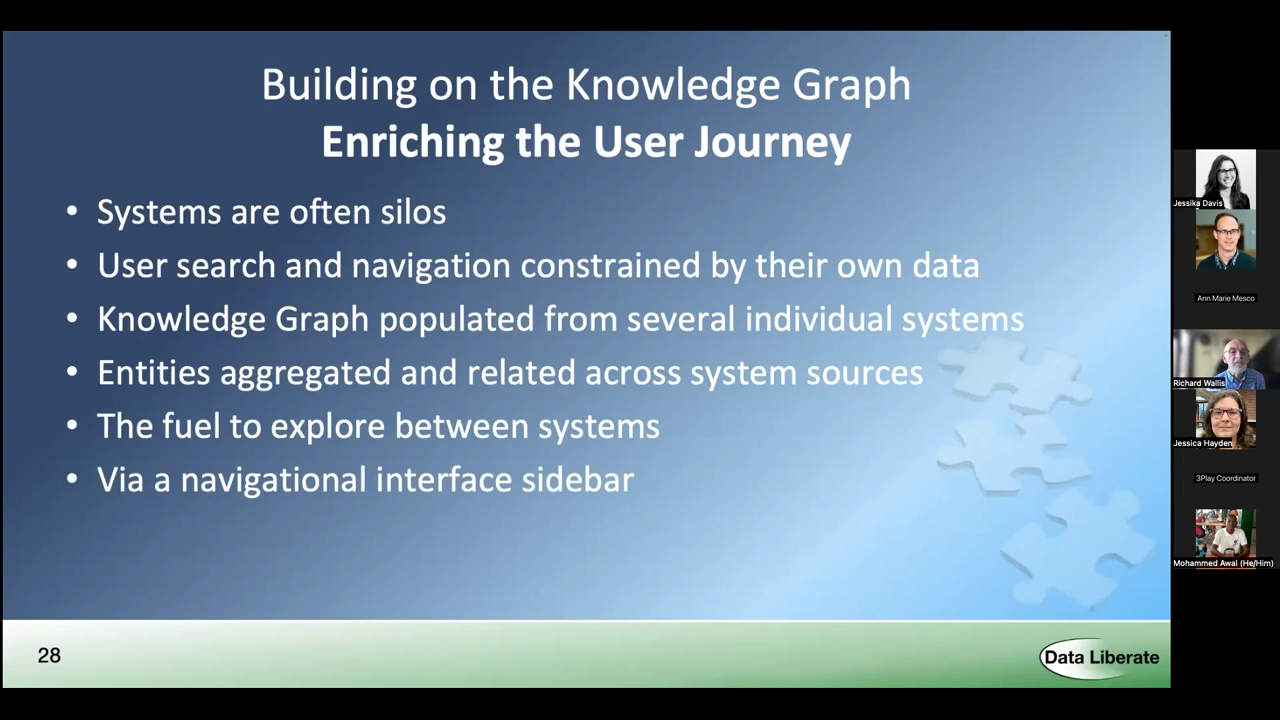 Building on the Knowledge Graph
Enriching the User Journey
• Systems are often silos
• User search and navigation constrained by their own data
• Knowledge Graph populated from several individual systems
• Entities aggregated and related across system sources
• The fuel to explore between systems
• Via a navigational interface sidebar
28
Data Liberate
Jessika Davis
Ann Marie Mesco
Richard Wallis
Jessica Hayden
3Play Coordinator
Mohammed Awal (He/Him)